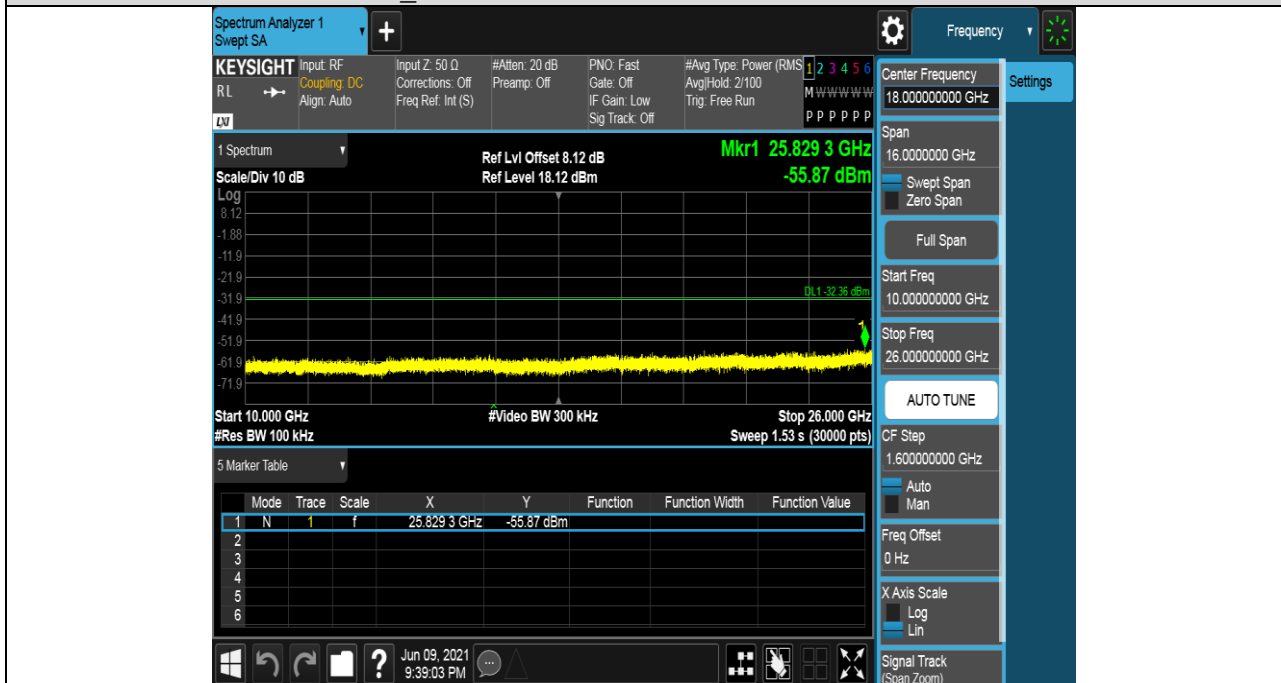 Spectrum Analyzer 1
Swept SA
Frequency
KEYSIGHT
RL
LXI
Input: RF
Coupling: DC
Align: Auto
Input Z: 50 Ω
Corrections: Off
Freq Ref: Int (S)
#Atten: 20 dB
Preamp: Off
PNO: Fast
Gate: Off
IF Gain: Low
Sig Track: Off
#Avg Type: Power (RMS
Avg|Hold: 2/100
Trig: Free Run
1 2 3 4 5 6
M W W W W W
P P P P P P
1 Spectrum
Scale/Div 10 dB
Ref Lvl Offset 8.12 dB
Ref Level 18.12 dBm
Mkr1 25.829 3 GHz
-55.87 dBm
Log
8.12
-1.88
-11.9
-21.9
-31.9
-41.9
-51.9
-61.9
-71.9
DL1 -32.36 dBm
1
Start 10.000 GHz
#Video BW 300 kHz
Stop 26.000 GHz
#Res BW 100 kHz
Sweep 1.53 s (30000 pts)
5 Marker Table
Mode Trace Scale X Y Function Function Width Function Value
1 N 1 f 25.829 3 GHz -55.87 dBm
2
3
4
5
6
Jun 09, 2021
9:39:03 PM
?
Center Frequency
18.000000000 GHz
Settings
Span
16.0000000 GHz
Swept Span
Zero Span
Full Span
Start Freq
10.000000000 GHz
Stop Freq
26.000000000 GHz
AUTO TUNE
CF Step
1.600000000 GHz
Auto
Man
Freq Offset
0 Hz
X Axis Scale
Log
Lin
Signal Track
(Span Zoom)